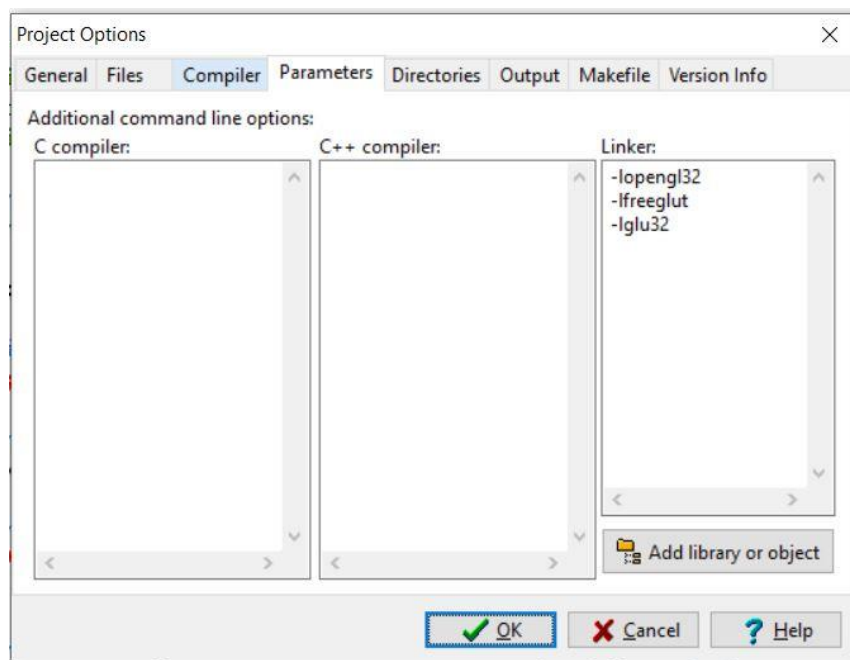 Project Options
General Files Compiler Parameters Directories Output Makefile Version Info
Additional command line options:
C compiler: C++ compiler: Linker:
-lopengl32
-lfreeglut
-lglu32
Add library or object
OK Cancel Help